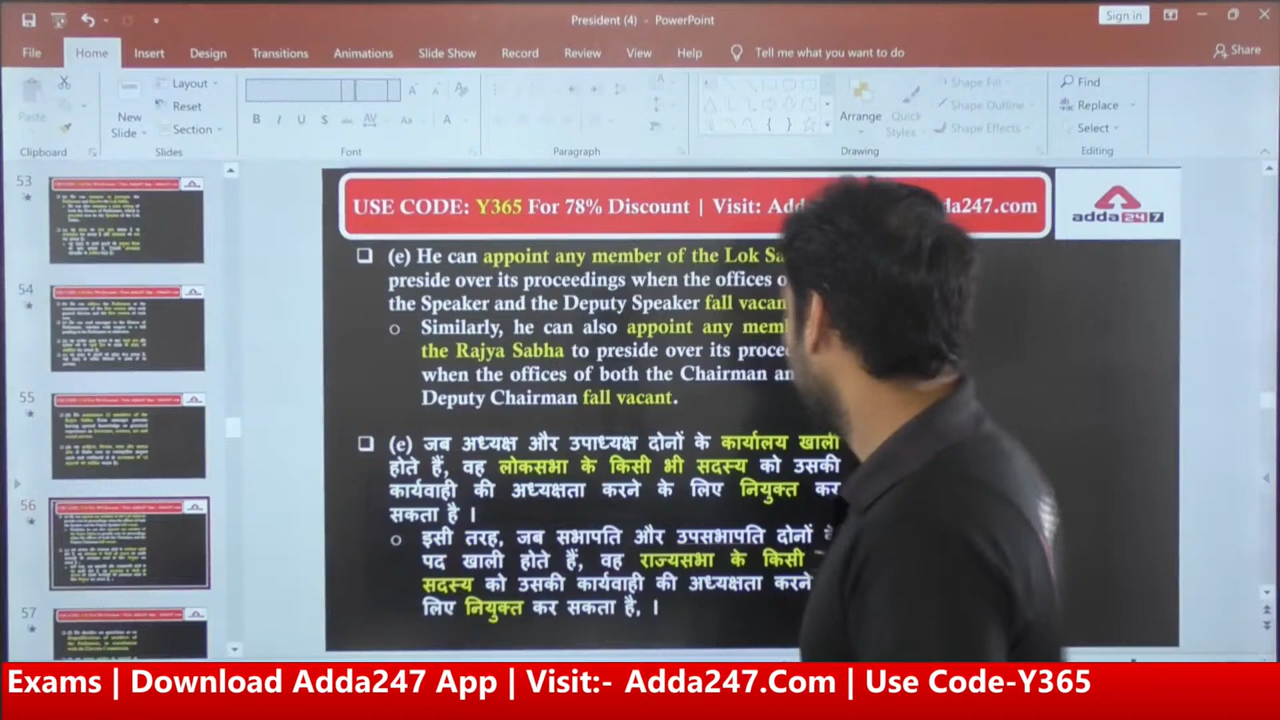 President (4) - PowerPoint
Sign in
File Home Insert Design Transitions Animations Slide Show Record Review View Help Tell me what you want to do Share
Paste
Clipboard
New Slide
Layout
Reset
Section
Slides
B I U S abc AV Aa A
Font
Paragraph
Arrange
Quick Styles
Shape Fill
Shape Outline
Shape Effects
Drawing
Find
Replace
Select
Editing
53
54
55
56
57
USE CODE: Y365 For 78% Discount | Visit: Add da247.com
adda247
(e) He can appoint any member of the Lok Sa
preside over its proceedings when the offices o
the Speaker and the Deputy Speaker fall vacan
Similarly, he can also appoint any mem
the Rajya Sabha to preside over its proce
when the offices of both the Chairman an
Deputy Chairman fall vacant.
(e) जब अध्यक्ष और उपाध्यक्ष दोनों के कार्यालय खाली
होते हैं, वह लोकसभा के किसी भी सदस्य को उसकी
कार्यवाही की अध्यक्षता करने के लिए नियुक्त कर
सकता है ।
इसी तरह, जब सभापति और उपसभापति दोनों
पद खाली होते हैं, वह राज्यसभा के किसी
सदस्य को उसकी कार्यवाही की अध्यक्षता करने
लिए नियुक्त कर सकता है, ।
Exams | Download Adda247 App | Visit:- Adda247.Com | Use Code-Y365